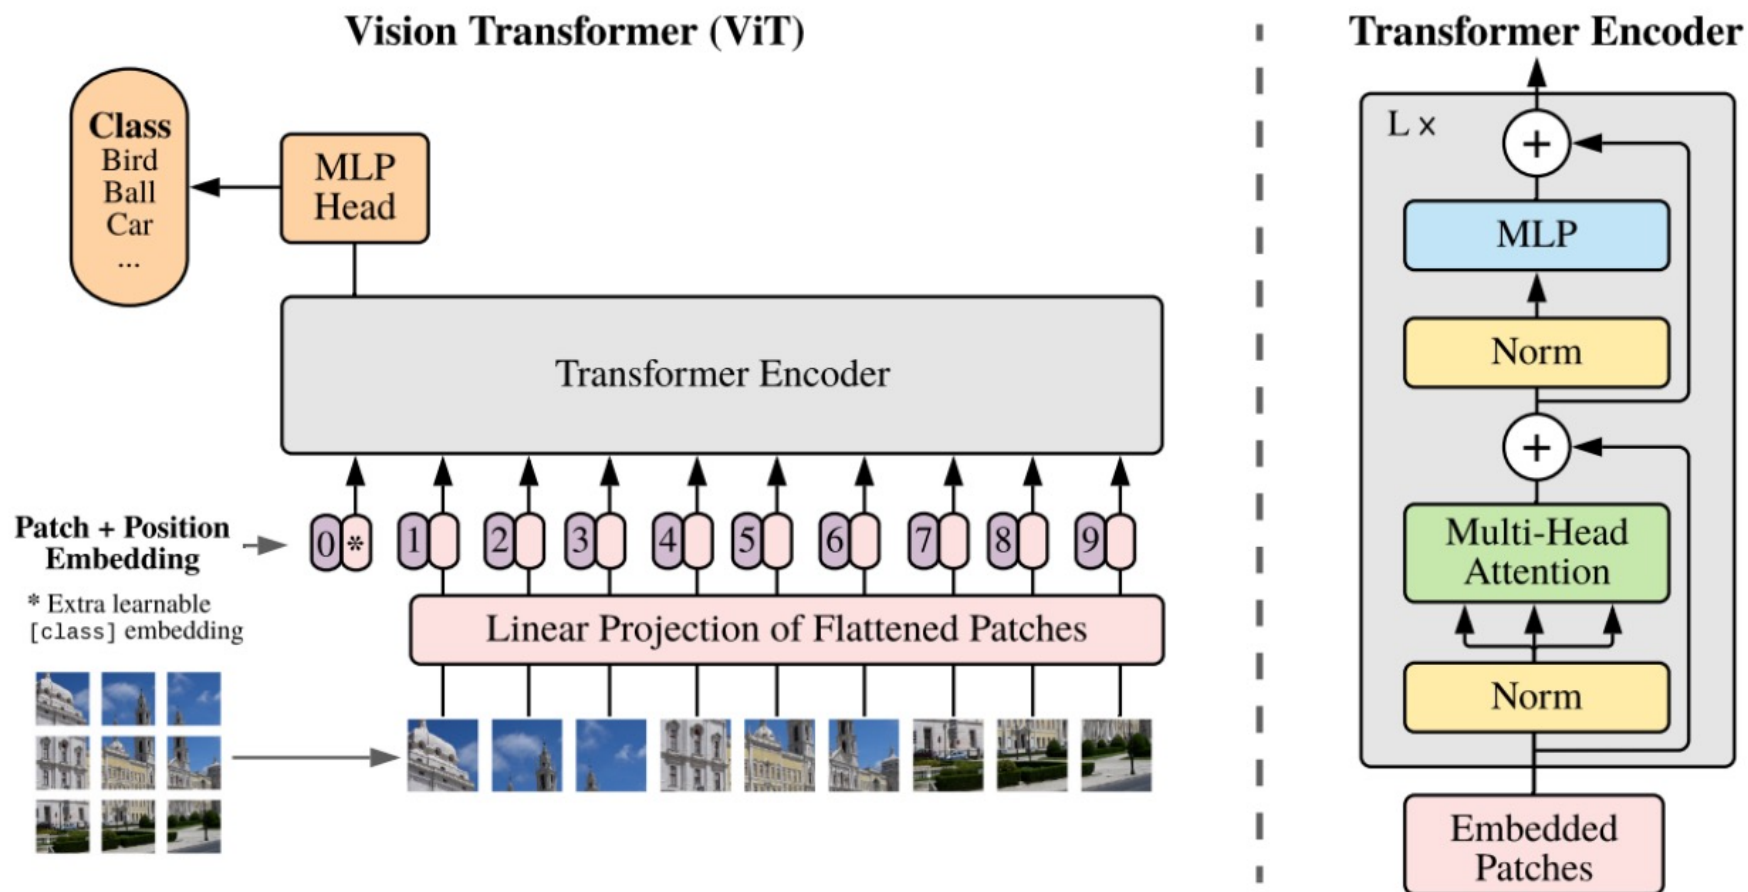 Vision Transformer (ViT)
Class
Bird
Ball
Car
...
MLP
Head
Transformer Encoder
Patch + Position
Embedding
0 * 1 2 3 4 5 6 7 8 9
* Extra learnable
[class] embedding
Linear Projection of Flattened Patches
Transformer Encoder
L ×
+
MLP
Norm
+
Multi-Head
Attention
Norm
Embedded
Patches